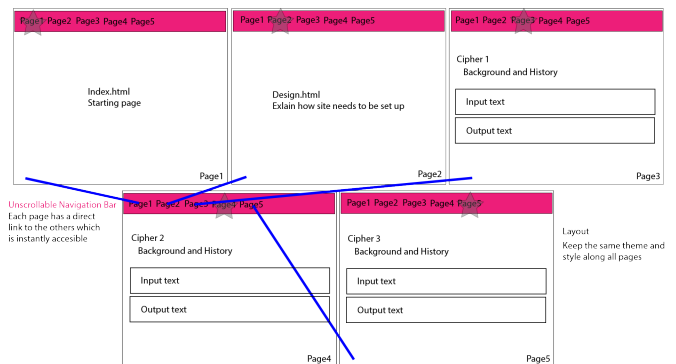 Page1 Page2 Page3 Page4 Page5
Index.html
Starting page
Page1
Page1 Page2 Page3 Page4 Page5
Design.html
Exlain how site needs to be set up
Page2
Page1 Page2 Page3 Page4 Page5
Cipher 1
Background and History
Input text
Output text
Page3
Unscrollable Navigation Bar
Each page has a direct
link to the others which
is instantly accesible
Page1 Page2 Page3 Page4 Page5
Cipher 2
Background and History
Input text
Output text
Page4
Page1 Page2 Page3 Page4 Page5
Cipher 3
Background and History
Input text
Output text
Page5
Layout
Keep the same theme and
style along all pages